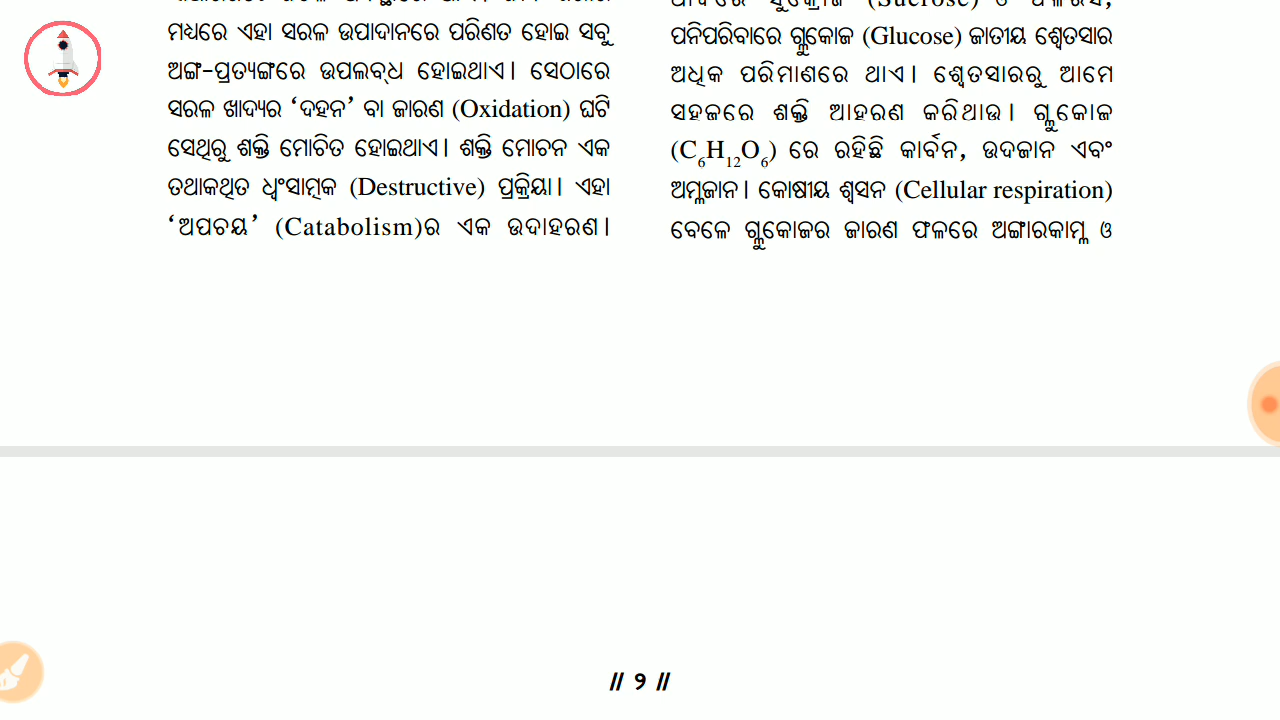 ମଧ୍ୟରେ ଏହା ସରଳ ଉପାଦାନରେ ପରିଣତ ହୋଇ ସବୁ
ଅଙ୍ଗ-ପ୍ରତ୍ୟଙ୍ଗରେ ଉପଲବ୍ଧ ହୋଇଥାଏ। ସେଠାରେ
ସରଳ ଖାଦ୍ୟର ‘ଦହନ’ ବା ଜାରଣ (Oxidation) ଘଟି
ସେଥିରୁ ଶକ୍ତି ମୋଚିତ ହୋଇଥାଏ। ଶକ୍ତି ମୋଚନ ଏକ
ତଥାକଥିତ ଧ୍ୱଂସାତ୍ମକ (Destructive) ପ୍ରକ୍ରିୟା। ଏହା
‘ଅପଚୟ’ (Catabolism)ର ଏକ ଉଦାହରଣ।
ସୁକ୍ରୋଜ (Sucrose) ଓ
ପନିପରିବାରେ ଗ୍ଲୁକୋଜ (Glucose) ଜାତୀୟ ଶ୍ୱେତସାର
ଅଧିକ ପରିମାଣରେ ଥାଏ। ଶ୍ୱେତସାରରୁ ଆମେ
ସହଜରେ ଶକ୍ତି ଆହରଣ କରିଥାଉ। ଗ୍ଲୁକୋଜ
(C₆H₁₂O₆) ରେ ରହିଛି କାର୍ବନ, ଉଦଜାନ ଏବଂ
ଅମ୍ଳଜାନ। କୋଷୀୟ ଶ୍ୱସନ (Cellular respiration)
ବେଳେ ଗ୍ଲୁକୋଜର ଜାରଣ ଫଳରେ ଅଙ୍ଗାରକାମ୍ଳ ଓ
// ୨ //